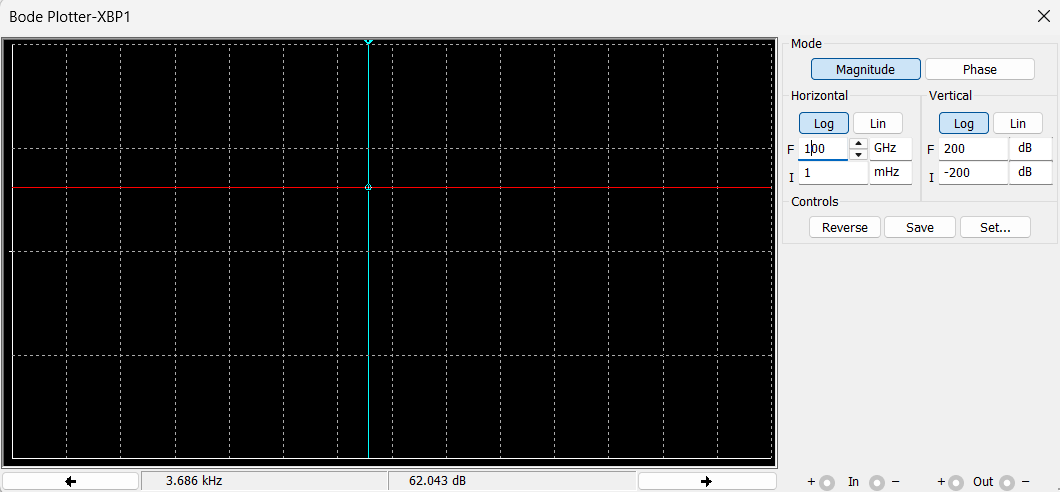 Bode Plotter-XBP1
Mode
Magnitude Phase
Horizontal Vertical
Log Lin Log Lin
F 100 GHz F 200 dB
I 1 mHz I -200 dB
Controls
Reverse Save Set...
3.686 kHz 62.043 dB
+ In − + Out −